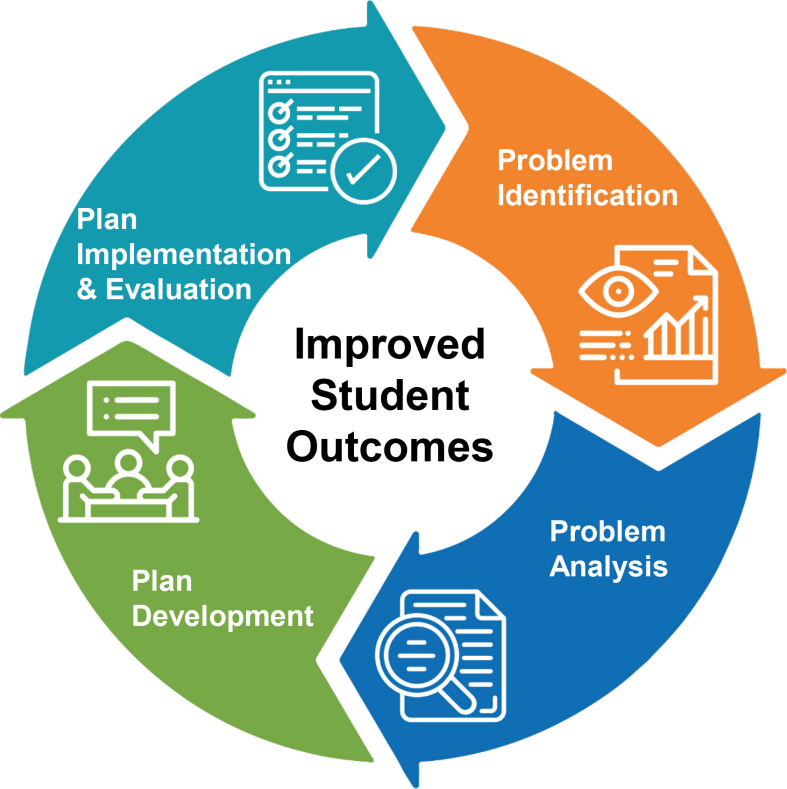 Problem
Identification
Problem
Analysis
Plan
Development
Plan
Implementation
& Evaluation
Improved
Student
Outcomes